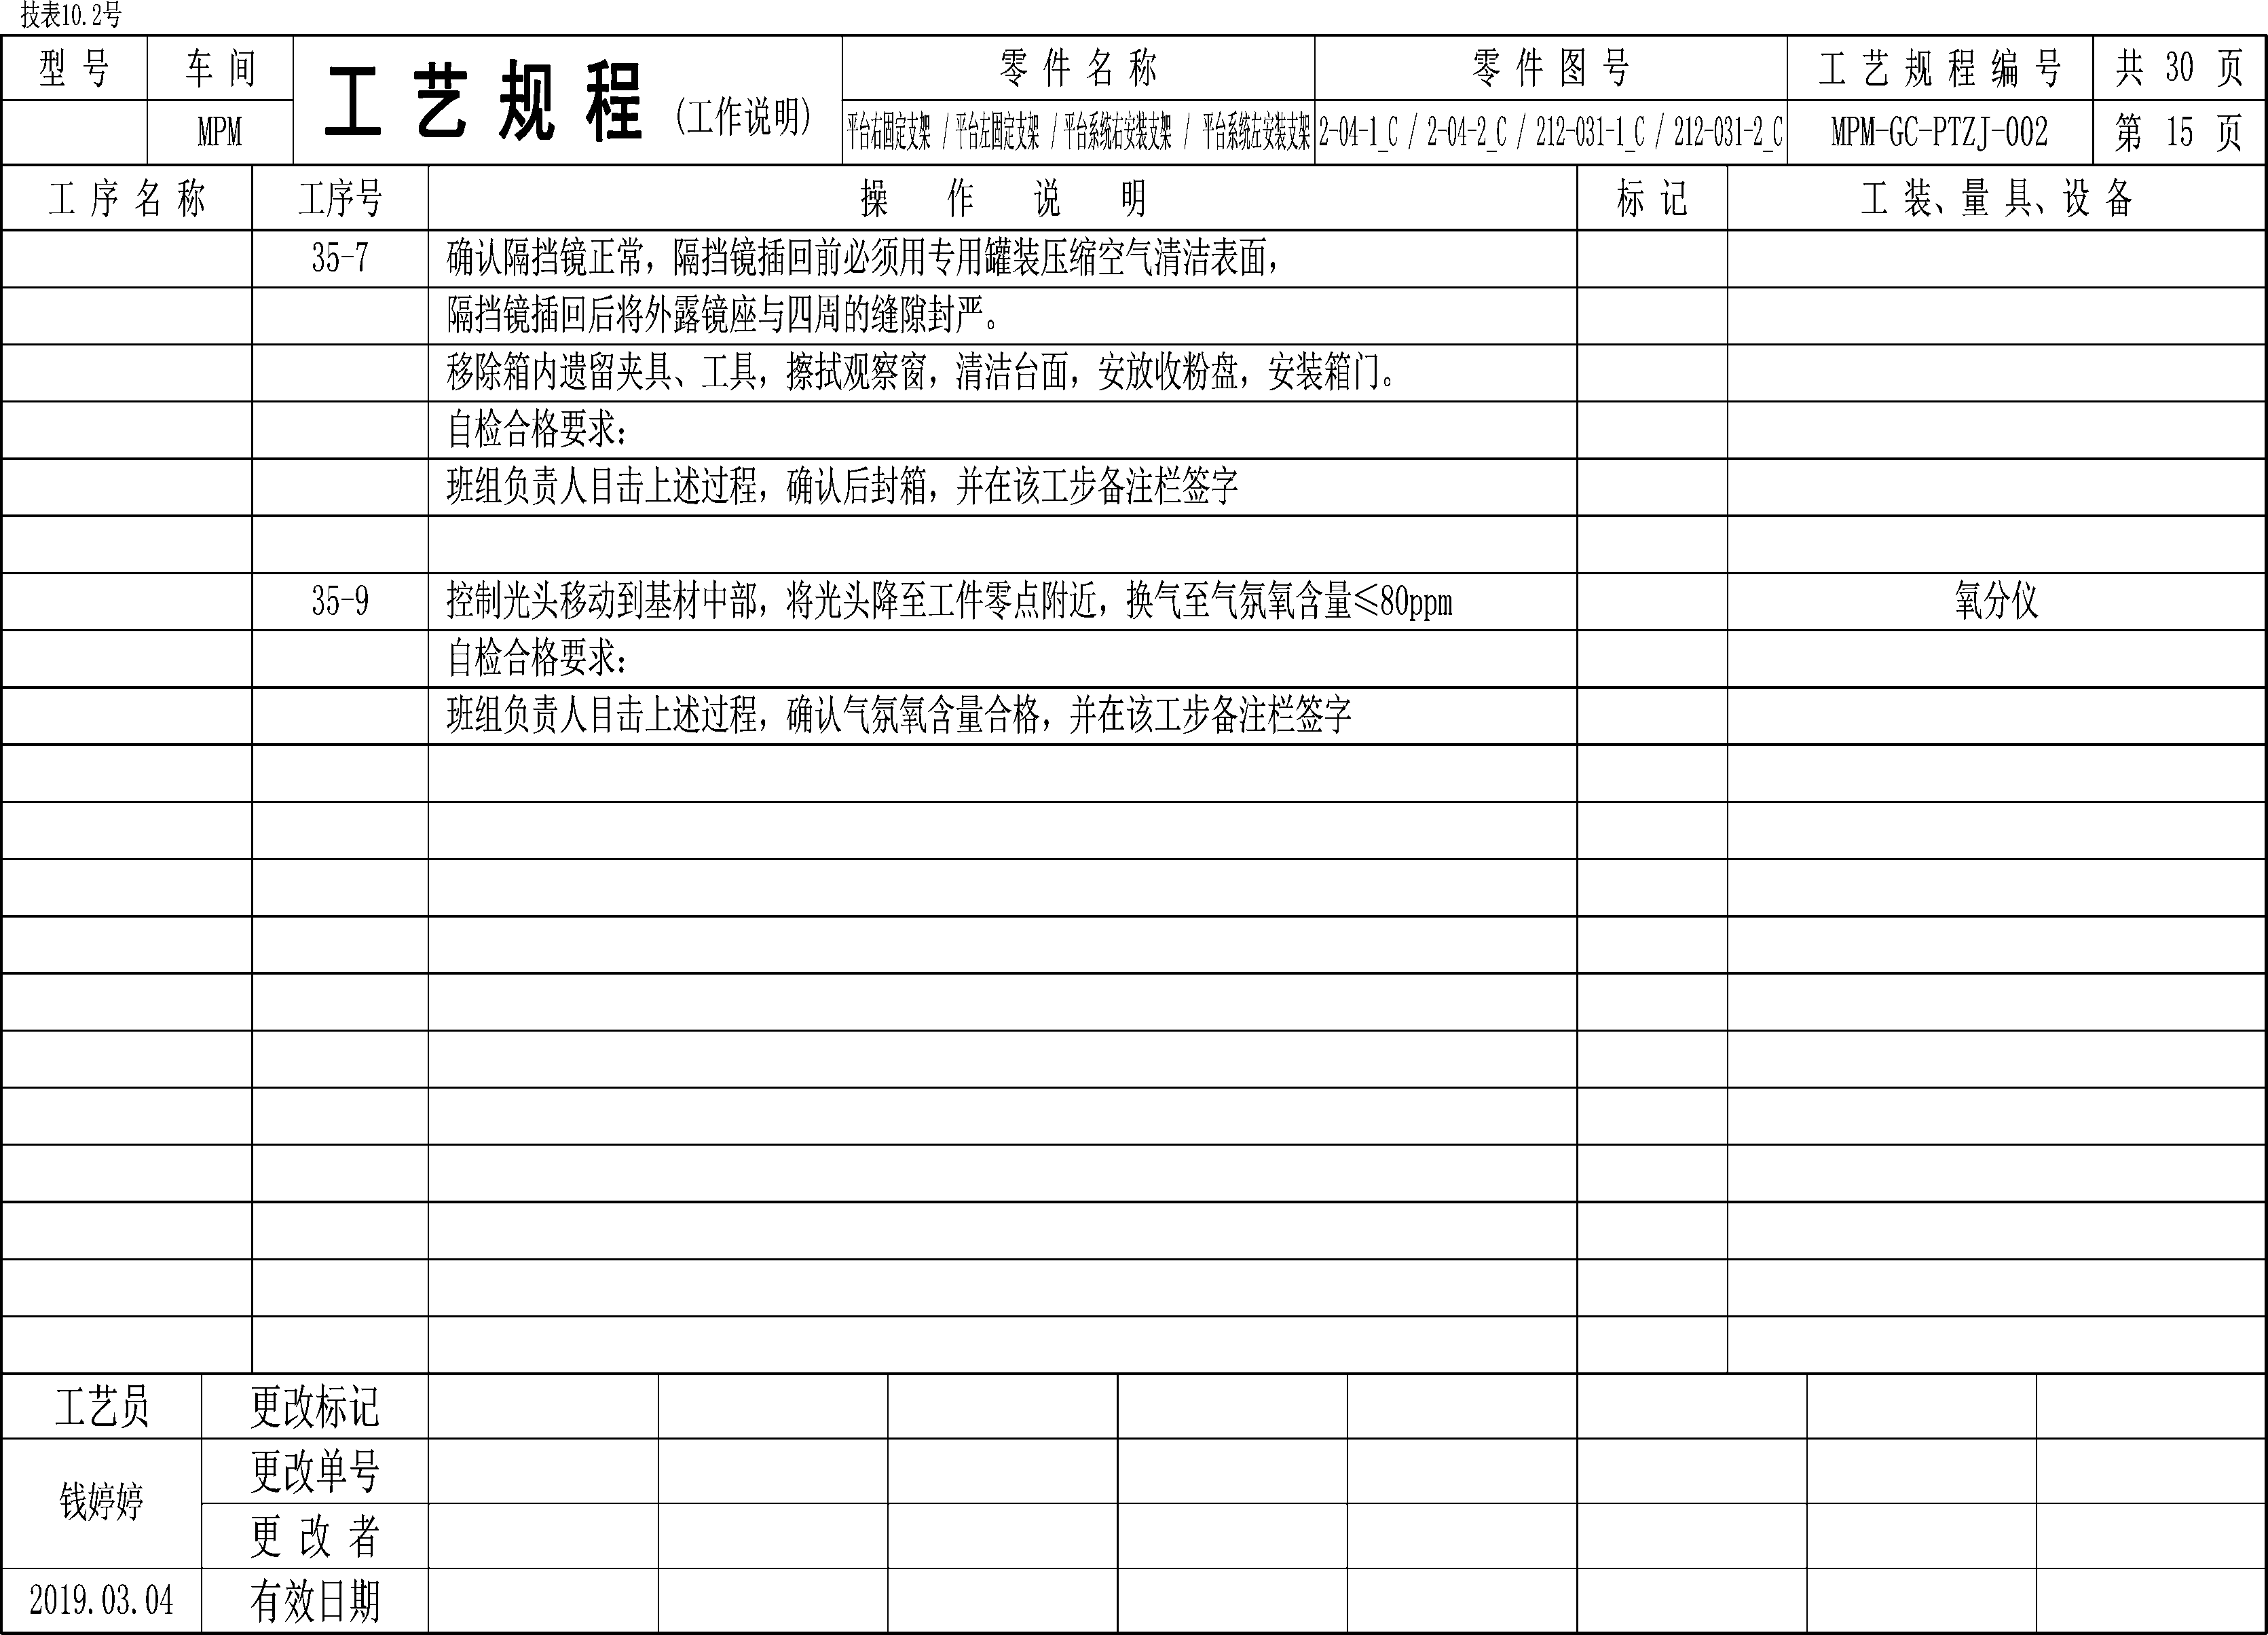 技表10.2号
型 号 车 间 工 艺 规 程 (工作说明) 零 件 名 称 零 件 图 号 工 艺 规 程 编 号 共 30 页
MPM 平台右固定支架 / 平台左固定支架 / 平台系统右安装支架 / 平台系统左安装支架 2-04-1_C / 2-04-2_C / 212-031-1_C / 212-031-2_C MPM-GC-PTZJ-002 第 15 页
工 序 名 称 工序号 操 作 说 明 标 记 工 装、量 具、设 备
35-7 确认隔挡镜正常，隔挡镜插回前必须用专用罐装压缩空气清洁表面，
隔挡镜插回后将外露镜座与四周的缝隙封严。
移除箱内遗留夹具、工具，擦拭观察窗，清洁台面，安放收粉盘，安装箱门。
自检合格要求：
班组负责人目击上述过程，确认后封箱，并在该工步备注栏签字
35-9 控制光头移动到基材中部，将光头降至工件零点附近，换气至气氛氧含量≤80ppm 氧分仪
自检合格要求：
班组负责人目击上述过程，确认气氛氧含量合格，并在该工步备注栏签字
工艺员 更改标记
钱婷婷 更改单号
更 改 者
2019.03.04 有效日期